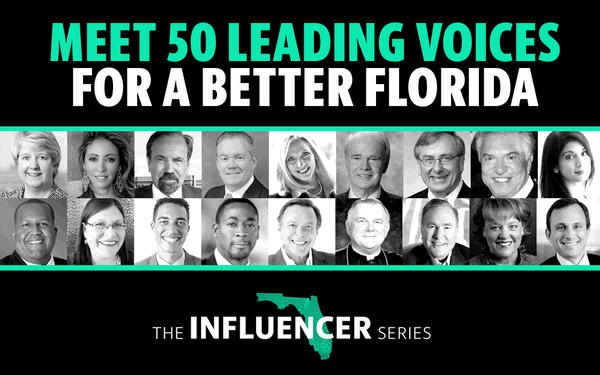 MEET 50 LEADING VOICES
FOR A BETTER FLORIDA
THE INFLUENCER SERIES